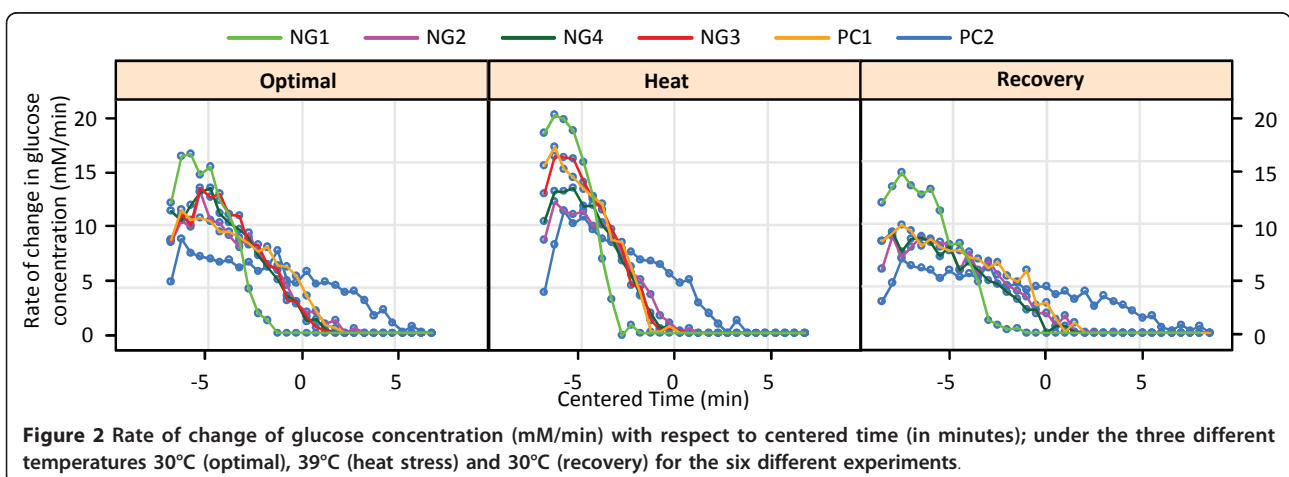 NG1 NG2 NG4 NG3 PC1 PC2
Optimal Heat Recovery
Rate of change in glucose
concentration (mM/min)
20
15
10
5
0
20
15
10
5
0
-5 0 5 -5 0 5 -5 0 5
Centered Time (min)
Figure 2 Rate of change of glucose concentration (mM/min) with respect to centered time (in minutes); under the three different
temperatures 30°C (optimal), 39°C (heat stress) and 30°C (recovery) for the six different experiments.